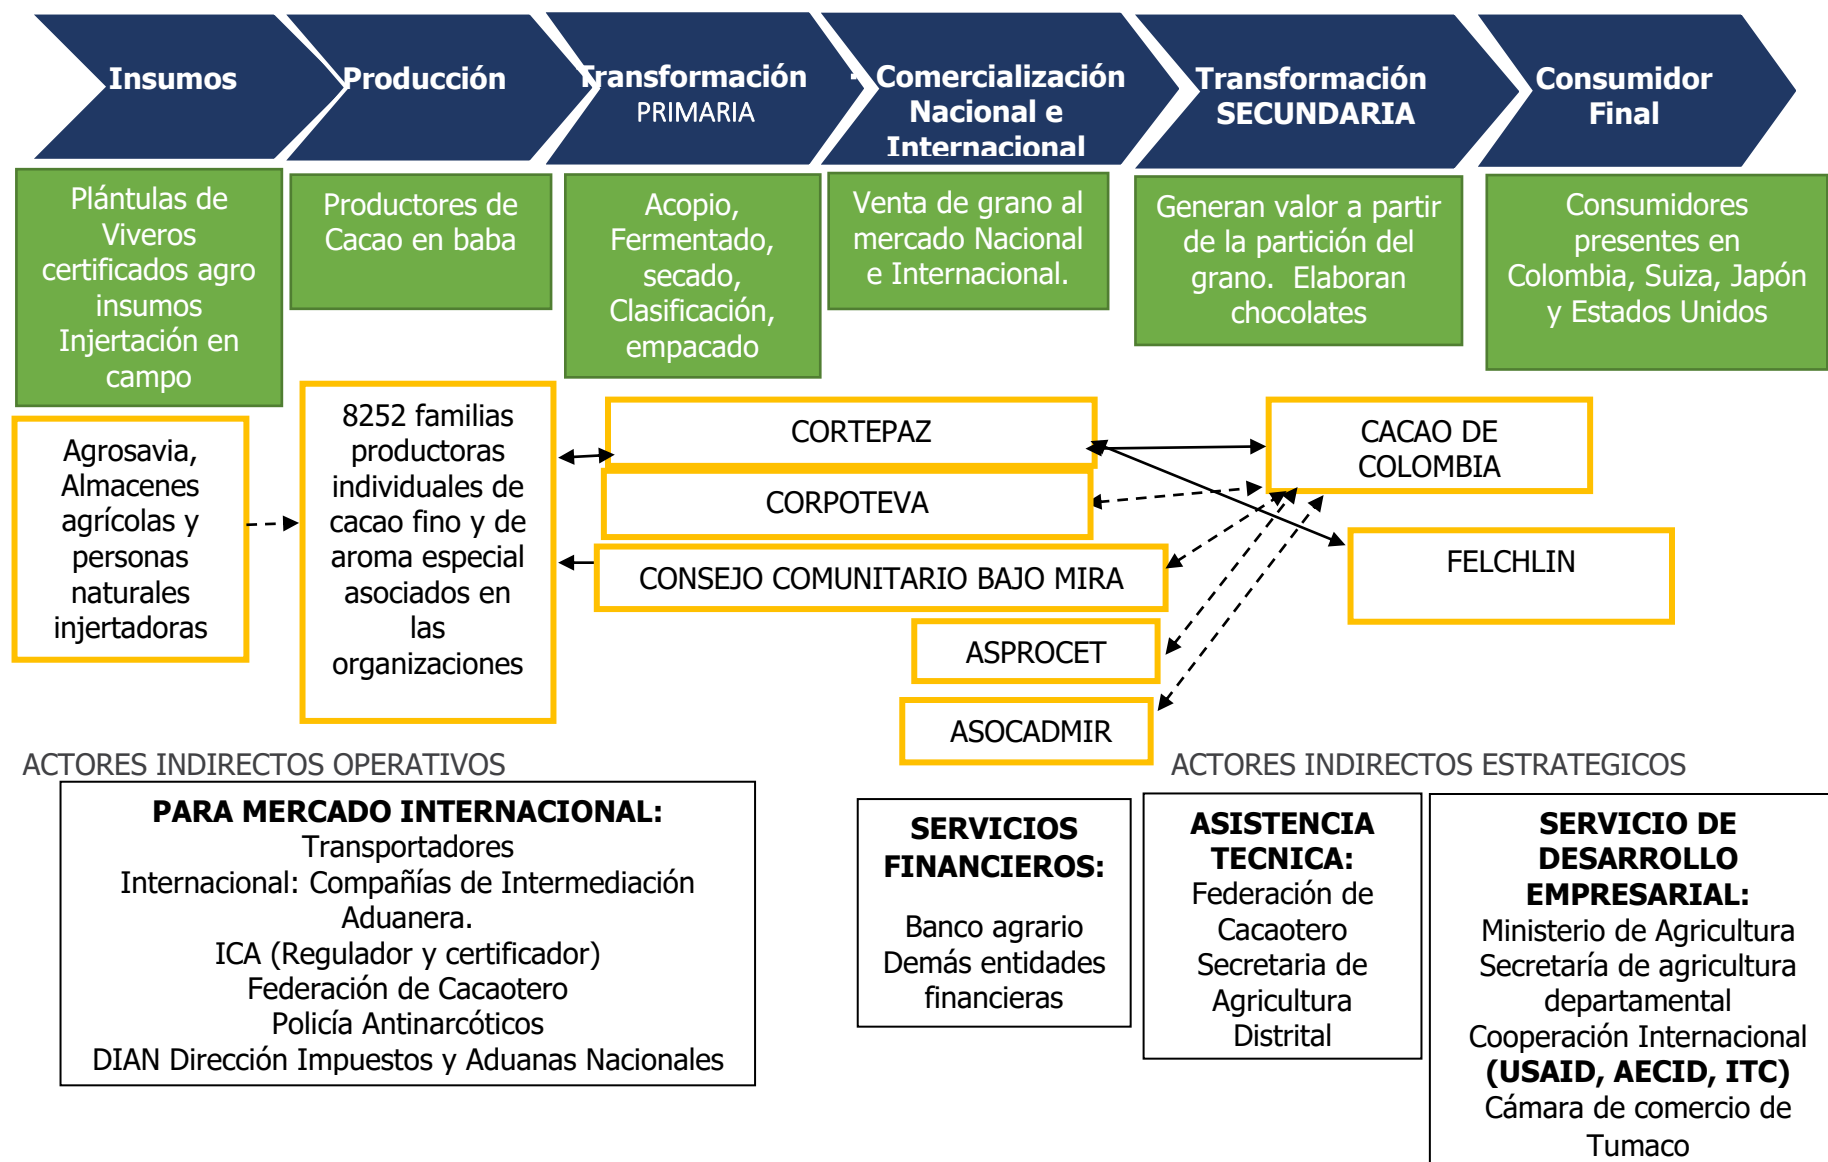 Insumos
Producción
Transformación
PRIMARIA
Comercialización
Nacional e
Internacional
Transformación
SECUNDARIA
Consumidor
Final
Plántulas de
Viveros
certificados agro
insumos
Injertación en
campo
Productores de
Cacao en baba
Acopio,
Fermentado,
secado,
Clasificación,
empacado
Venta de grano al
mercado Nacional
e Internacional.
Generan valor a partir
de la partición del
grano.  Elaboran
chocolates
Consumidores
presentes en
Colombia, Suiza, Japón
y Estados Unidos
Agrosavia,
Almacenes
agrícolas y
personas
naturales
injertadoras
8252 familias
productoras
individuales de
cacao fino y de
aroma especial
asociados en
las
organizaciones
CORTEPAZ
CORPOTEVA
CONSEJO COMUNITARIO BAJO MIRA
ASPROCET
ASOCADMIR
CACAO DE
COLOMBIA
FELCHLIN
ACTORES INDIRECTOS OPERATIVOS
PARA MERCADO INTERNACIONAL:
Transportadores
Internacional: Compañías de Intermediación
Aduanera.
ICA (Regulador y certificador)
Federación de Cacaotero
Policía Antinarcóticos
DIAN Dirección Impuestos y Aduanas Nacionales
SERVICIOS
FINANCIEROS:
Banco agrario
Demás entidades
financieras
ACTORES INDIRECTOS ESTRATEGICOS
ASISTENCIA
TECNICA:
Federación de
Cacaotero
Secretaria de
Agricultura
Distrital
SERVICIO DE
DESARROLLO
EMPRESARIAL:
Ministerio de Agricultura
Secretaría de agricultura
departamental
Cooperación Internacional
(USAID, AECID, ITC)
Cámara de comercio de
Tumaco